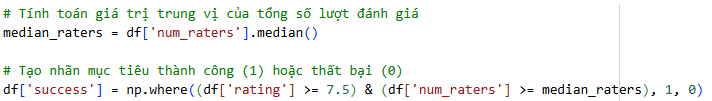 # Tính toán giá trị trung vị của tổng số lượt đánh giá
median_raters = df['num_raters'].median()
# Tạo nhãn mục tiêu thành công (1) hoặc thất bại (0)
df['success'] = np.where((df['rating'] >= 7.5) & (df['num_raters'] >= median_raters), 1, 0)